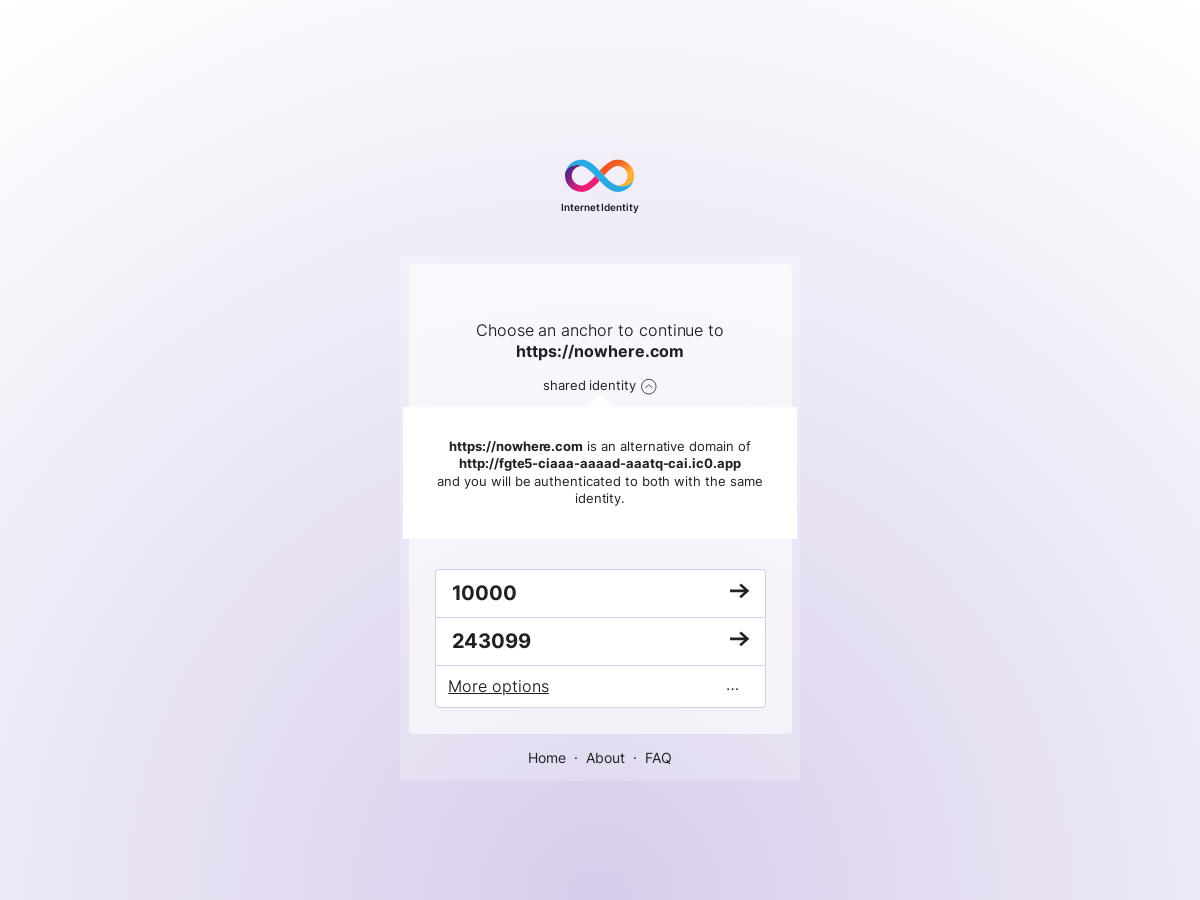 Internet Identity
Choose an anchor to continue to
https://nowhere.com
shared identity
https://nowhere.com is an alternative domain of
http://fgte5-ciaaa-aaaad-aaatq-cai.ic0.app
and you will be authenticated to both with the same
identity.
10000
243099
More options …
Home · About · FAQ